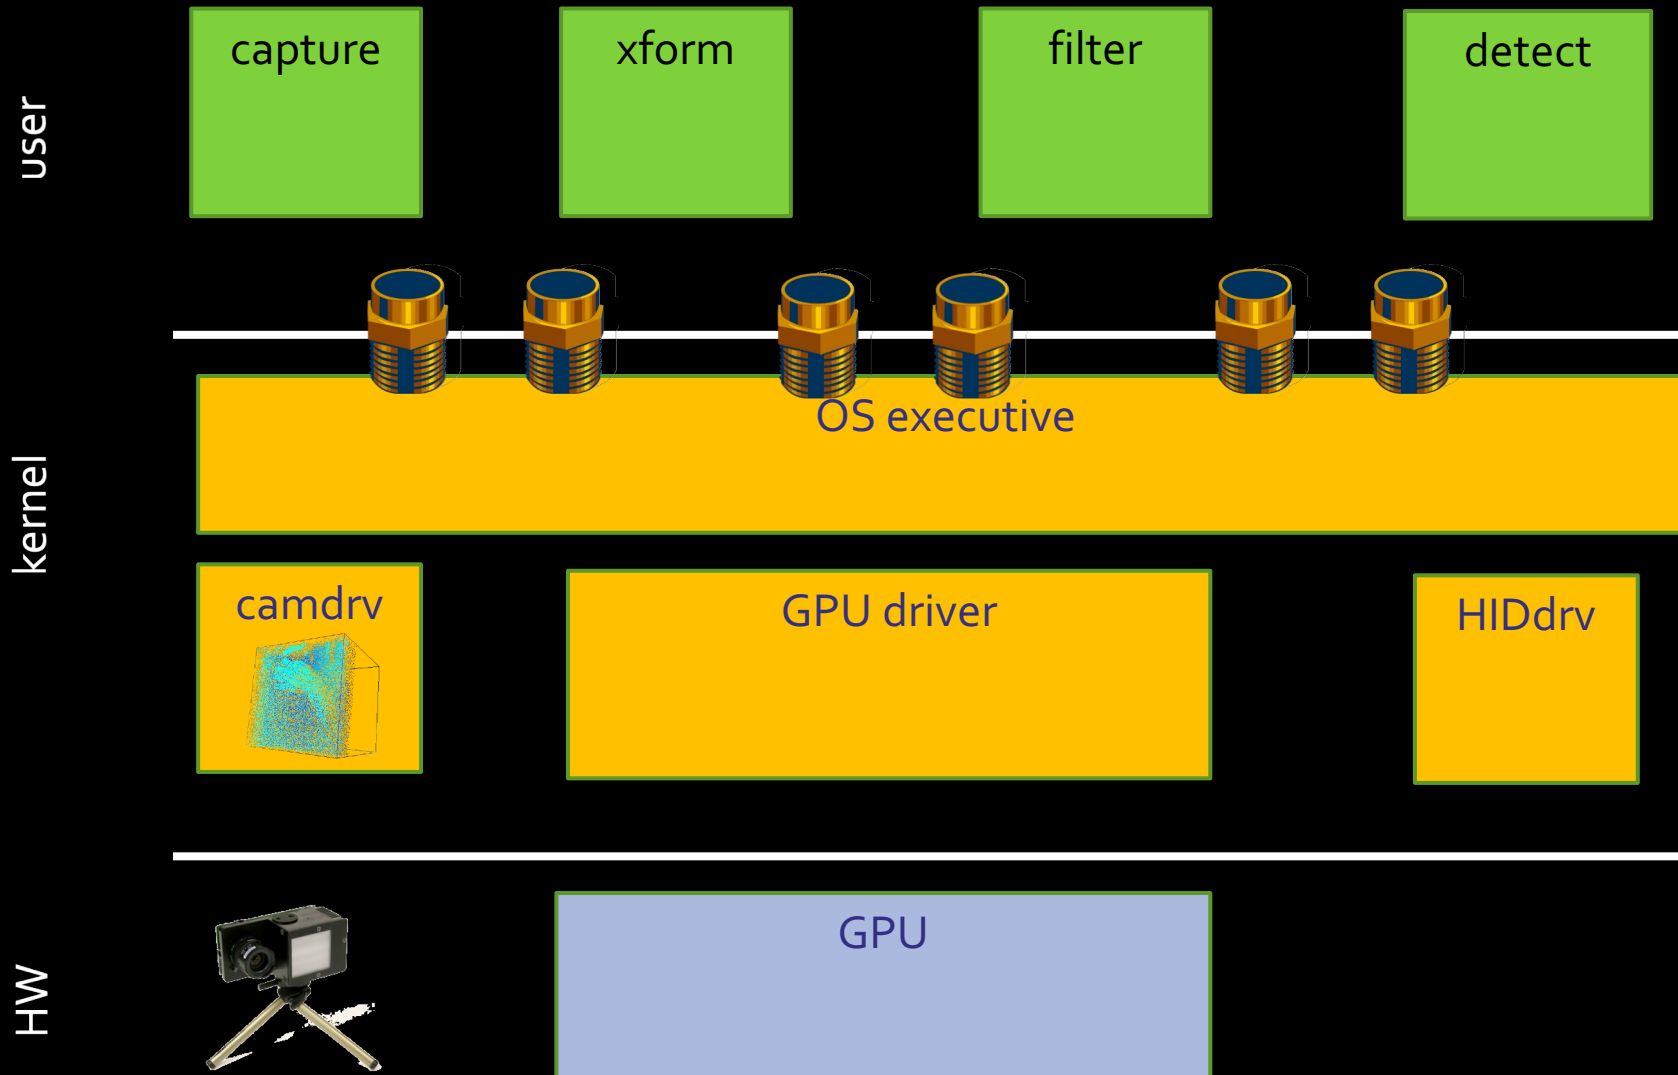 user
capture
xform
filter
detect
kernel
OS executive
camdrv
GPU driver
HIDdrv
HW
GPU